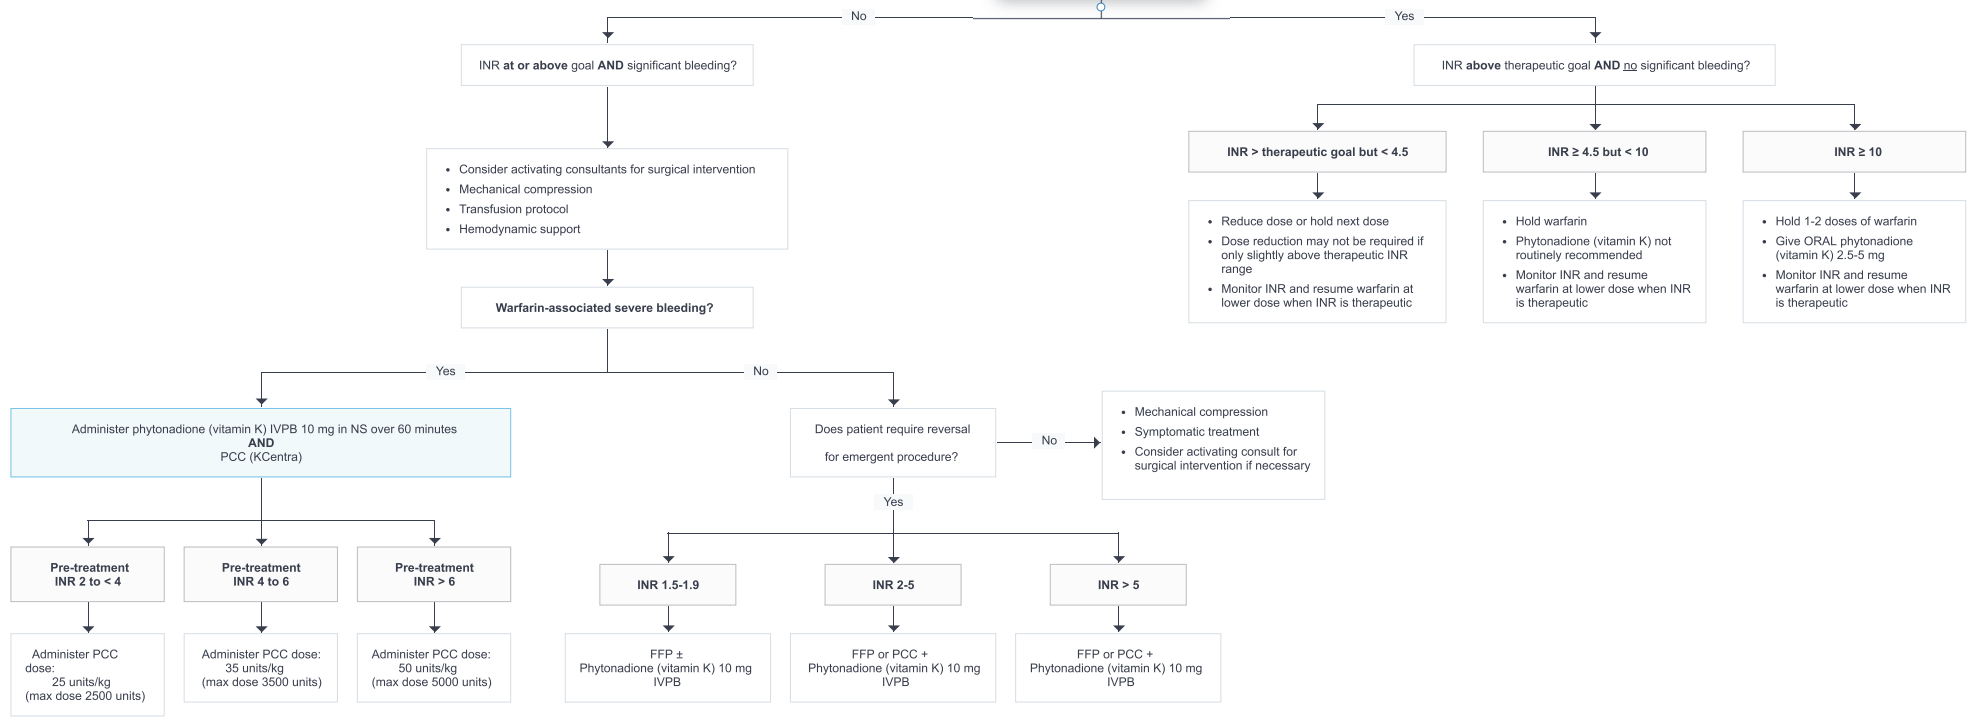 No
Yes
INR at or above goal AND significant bleeding?
INR above therapeutic goal AND no significant bleeding?
INR > therapeutic goal but < 4.5
INR ≥ 4.5 but < 10
INR ≥ 10
• Consider activating consultants for surgical intervention
• Mechanical compression
• Transfusion protocol
• Hemodynamic support
• Reduce dose or hold next dose
• Dose reduction may not be required if
only slightly above therapeutic INR
range
• Monitor INR and resume warfarin at
lower dose when INR is therapeutic
• Hold warfarin
• Phytonadione (vitamin K) not
routinely recommended
• Monitor INR and resume
warfarin at lower dose when INR
is therapeutic
• Hold 1-2 doses of warfarin
• Give ORAL phytonadione
(vitamin K) 2.5-5 mg
• Monitor INR and resume
warfarin at lower dose when INR
is therapeutic
Warfarin-associated severe bleeding?
Yes
No
Administer phytonadione (vitamin K) IVPB 10 mg in NS over 60 minutes
AND
PCC (KCentra)
Does patient require reversal
for emergent procedure?
No
• Mechanical compression
• Symptomatic treatment
• Consider activating consult for
surgical intervention if necessary
Yes
Pre-treatment
INR 2 to < 4
Pre-treatment
INR 4 to 6
Pre-treatment
INR > 6
INR 1.5-1.9
INR 2-5
INR > 5
Administer PCC
dose:
25 units/kg
(max dose 2500 units)
Administer PCC dose:
35 units/kg
(max dose 3500 units)
Administer PCC dose:
50 units/kg
(max dose 5000 units)
FFP ±
Phytonadione (vitamin K) 10 mg
IVPB
FFP or PCC +
Phytonadione (vitamin K) 10 mg
IVPB
FFP or PCC +
Phytonadione (vitamin K) 10 mg
IVPB